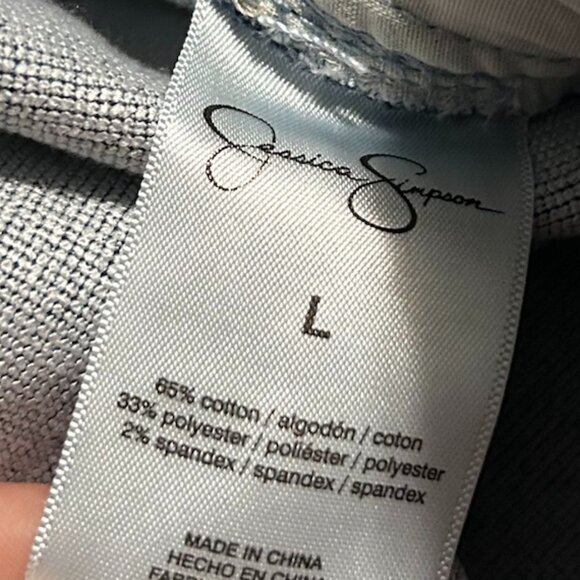 Jessica Simpson
L
65% cotton / algodón / coton
33% polyester / poliéster / polyester
2% spandex / spandex / spandex
MADE IN CHINA
HECHO EN CHINA